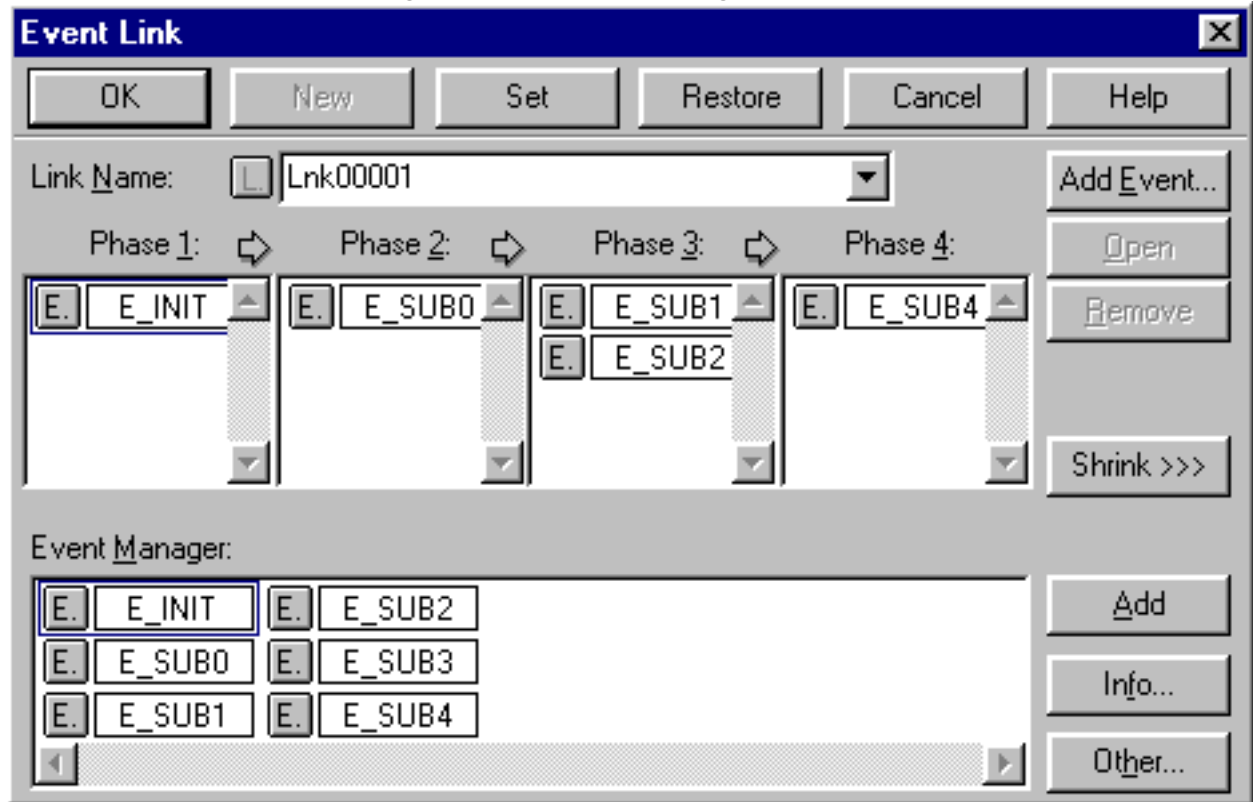 Event Link
OK New Set Restore Cancel Help
Link Name: L. Lnk00001 Add Event...
Phase 1: Phase 2: Phase 3: Phase 4: Open
E. E_INIT E. E_SUB0 E. E_SUB1 E. E_SUB4 Remove
E. E_SUB2
Shrink >>>
Event Manager:
E. E_INIT E. E_SUB2 Add
E. E_SUB0 E. E_SUB3 Info...
E. E_SUB1 E. E_SUB4
Other...